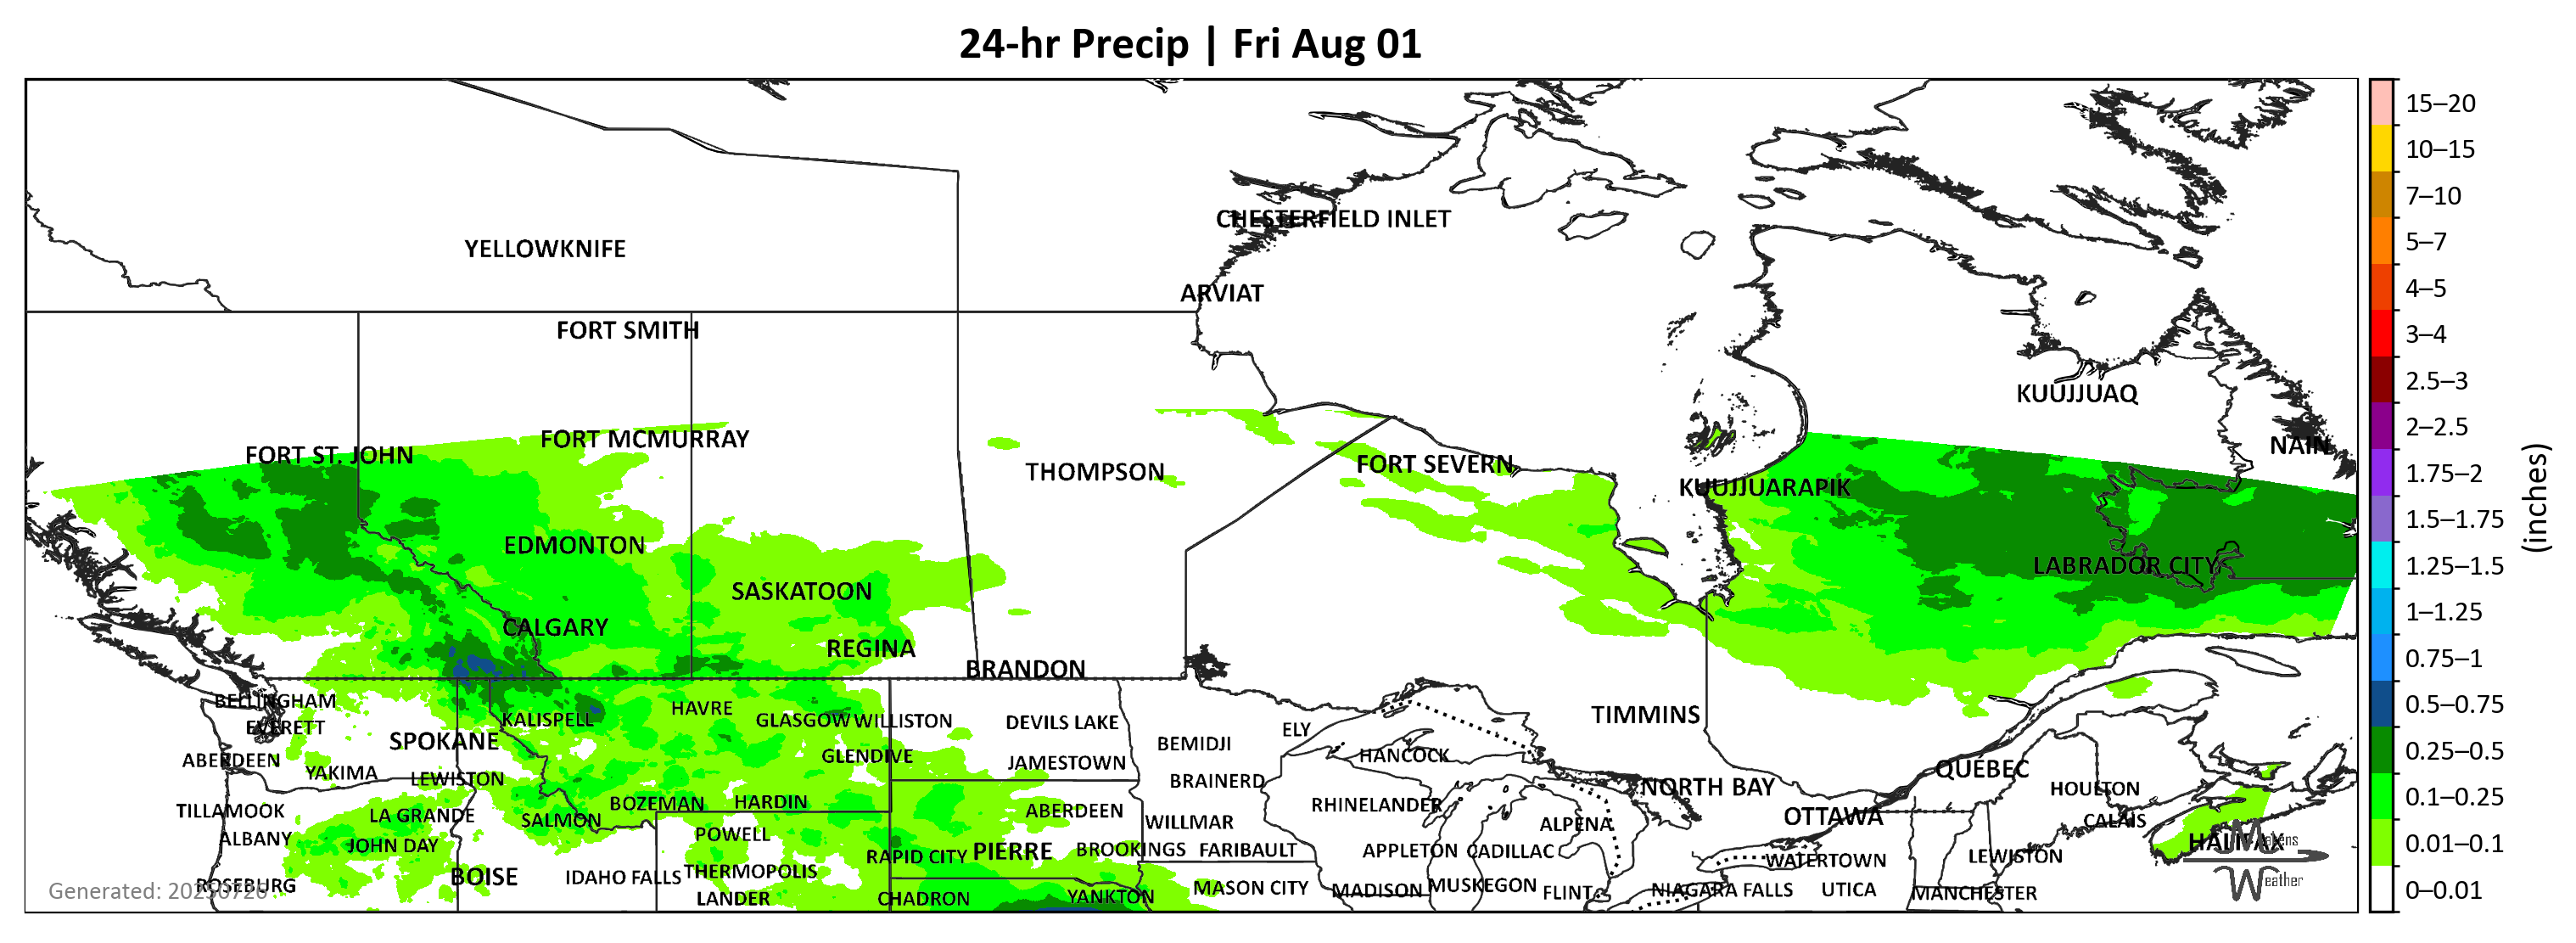 24-hr Precip | Fri Aug 01
15–20
10–15
7–10
5–7
4–5
3–4
2.5–3
2–2.5
1.75–2
1.5–1.75
1.25–1.5
1–1.25
0.75–1
0.5–0.75
0.25–0.5
0.1–0.25
0.01–0.1
0–0.01
(inches)
CHESTERFIELD INLET
YELLOWKNIFE
ARVIAT
FORT SMITH
KUUJJUAQ
FORT MCMURRAY
NAIN
FORT ST. JOHN
FORT SEVERN
THOMPSON
KUUJJUARAPIK
EDMONTON
LABRADOR CITY
SASKATOON
CALGARY
REGINA
BRANDON
BELLINGHAM
HAVRE
TIMMINS
KALISPELL
GLASGOW
WILLISTON
DEVILS LAKE
EVERETT
ELY
SPOKANE
BEMIDJI
HANCOCK
GLENDIVE
ABERDEEN
JAMESTOWN
QUÉBEC
YAKIMA
LEWISTON
BRAINERD
NORTH BAY
HOULTON
BOZEMAN
HARDIN
RHINELANDER
TILLAMOOK
LA GRANDE
SALMON
ABERDEEN
WILLMAR
ALPENA
OTTAWA
CALAIS
ALBANY
POWELL
HALIFAX
JOHN DAY
RAPID CITY
PIERRE
BROOKINGS
FARIBAULT
APPLETON
CADILLAC
WATERTOWN
LEWISTON
BOISE
IDAHO FALLS
THERMOPOLIS
ROSEBURG
MASON CITY
MADISON
MUSKEGON
FLINT
NIAGARA FALLS
UTICA
MANCHESTER
LANDER
CHADRON
YANKTON
Generated: 20250726
Weather